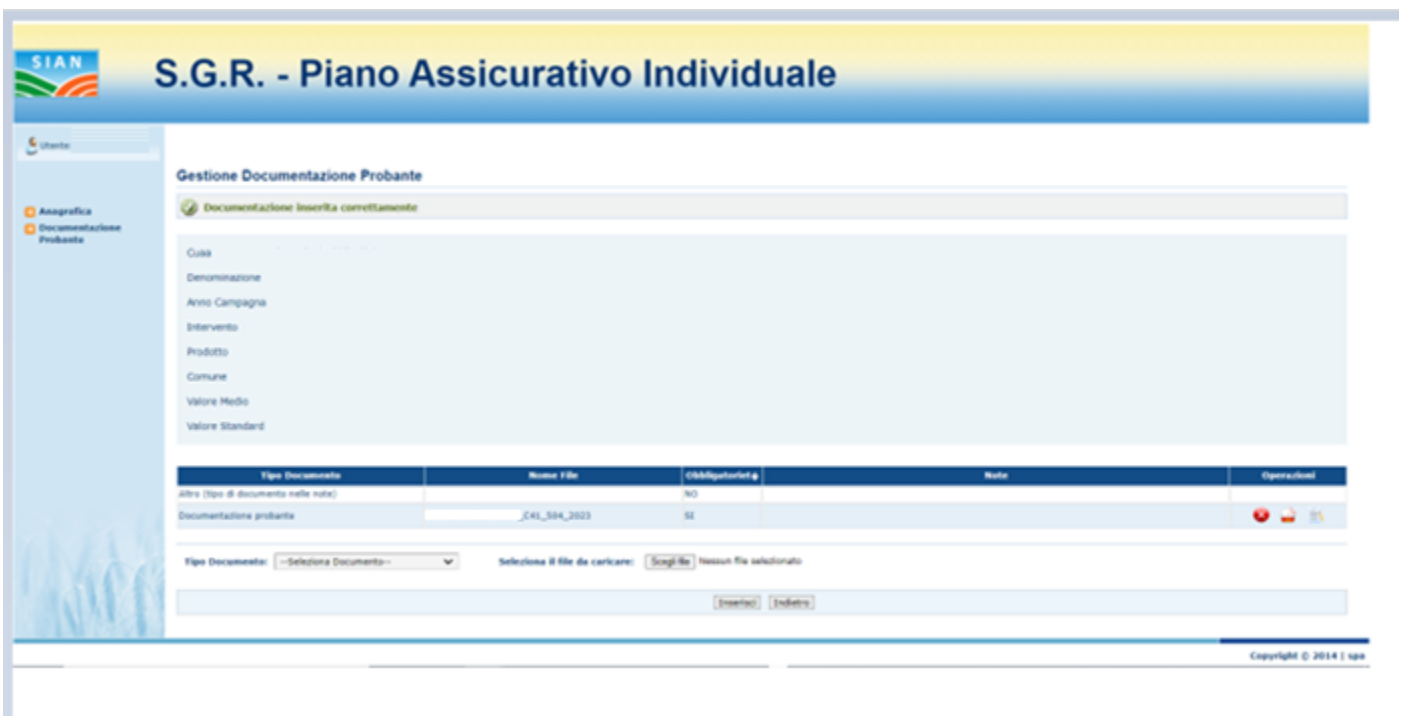 SIAN
S.G.R. - Piano Assicurativo Individuale
Utente
Anagrafica
Documentazione
Probante
Gestione Documentazione Probante
Documentazione inserita correttamente
Cuaa
Denominazione
Anno Campagna
Intervento
Prodotto
Comune
Valore Medio
Valore Standard
Tipo Documento Nome File Obbligatoriet� Note Operazioni
Altro (tipo di documento nelle note) NO
Documentazione probante _C41_504_2023 SI
Tipo Documento: --Seleziona Documento-- Seleziona il file da caricare: Scegli file Nessun file selezionato
Inserisci Indietro
Copyright © 2014 | spa